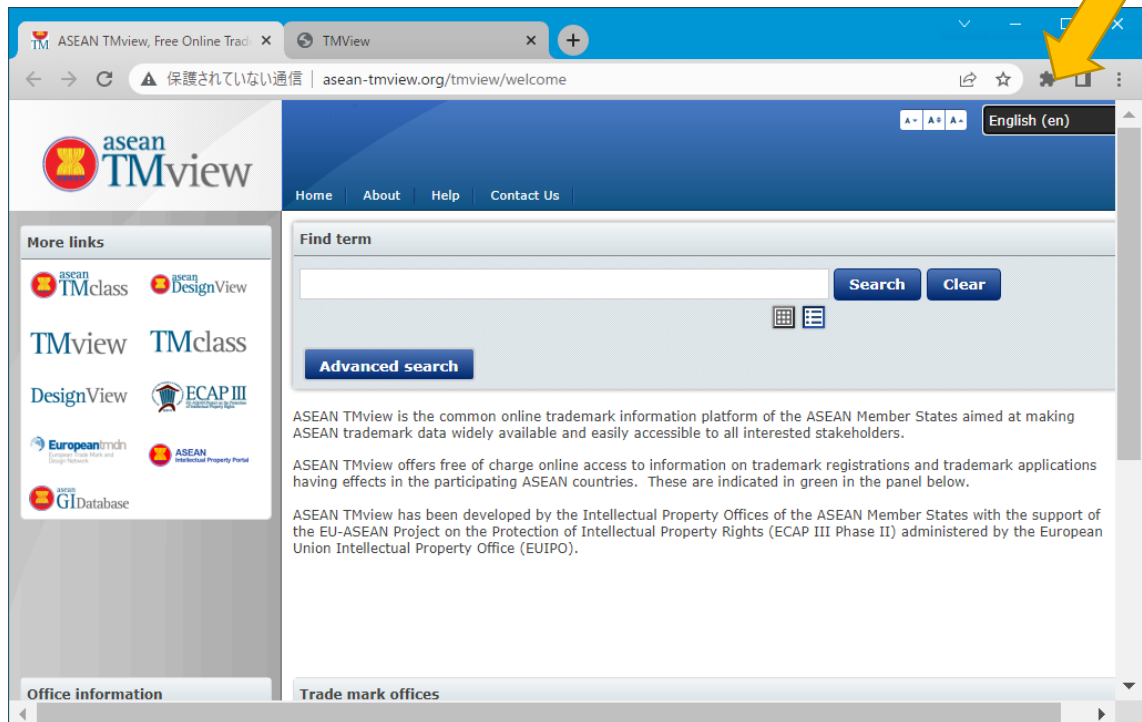 ASEAN TMview, Free Online Trad
TMView
保護されていない通信 | asean-tmview.org/tmview/welcome
asean
TMview
A A A
English (en)
Home About Help Contact Us
More links
asean
TMclass
asean
DesignView
TMview TMclass
DesignView ECAP III
Europeantmdn
European Trade Mark and
Design Network
ASEAN
Intellectual Property Portal
asean
GIDatabase
Find term
Search Clear
Advanced search
ASEAN TMview is the common online trademark information platform of the ASEAN Member States aimed at making
ASEAN trademark data widely available and easily accessible to all interested stakeholders.
ASEAN TMview offers free of charge online access to information on trademark registrations and trademark applications
having effects in the participating ASEAN countries. These are indicated in green in the panel below.
ASEAN TMview has been developed by the Intellectual Property Offices of the ASEAN Member States with the support of
the EU-ASEAN Project on the Protection of Intellectual Property Rights (ECAP III Phase II) administered by the European
Union Intellectual Property Office (EUIPO).
Office information
Trade mark offices